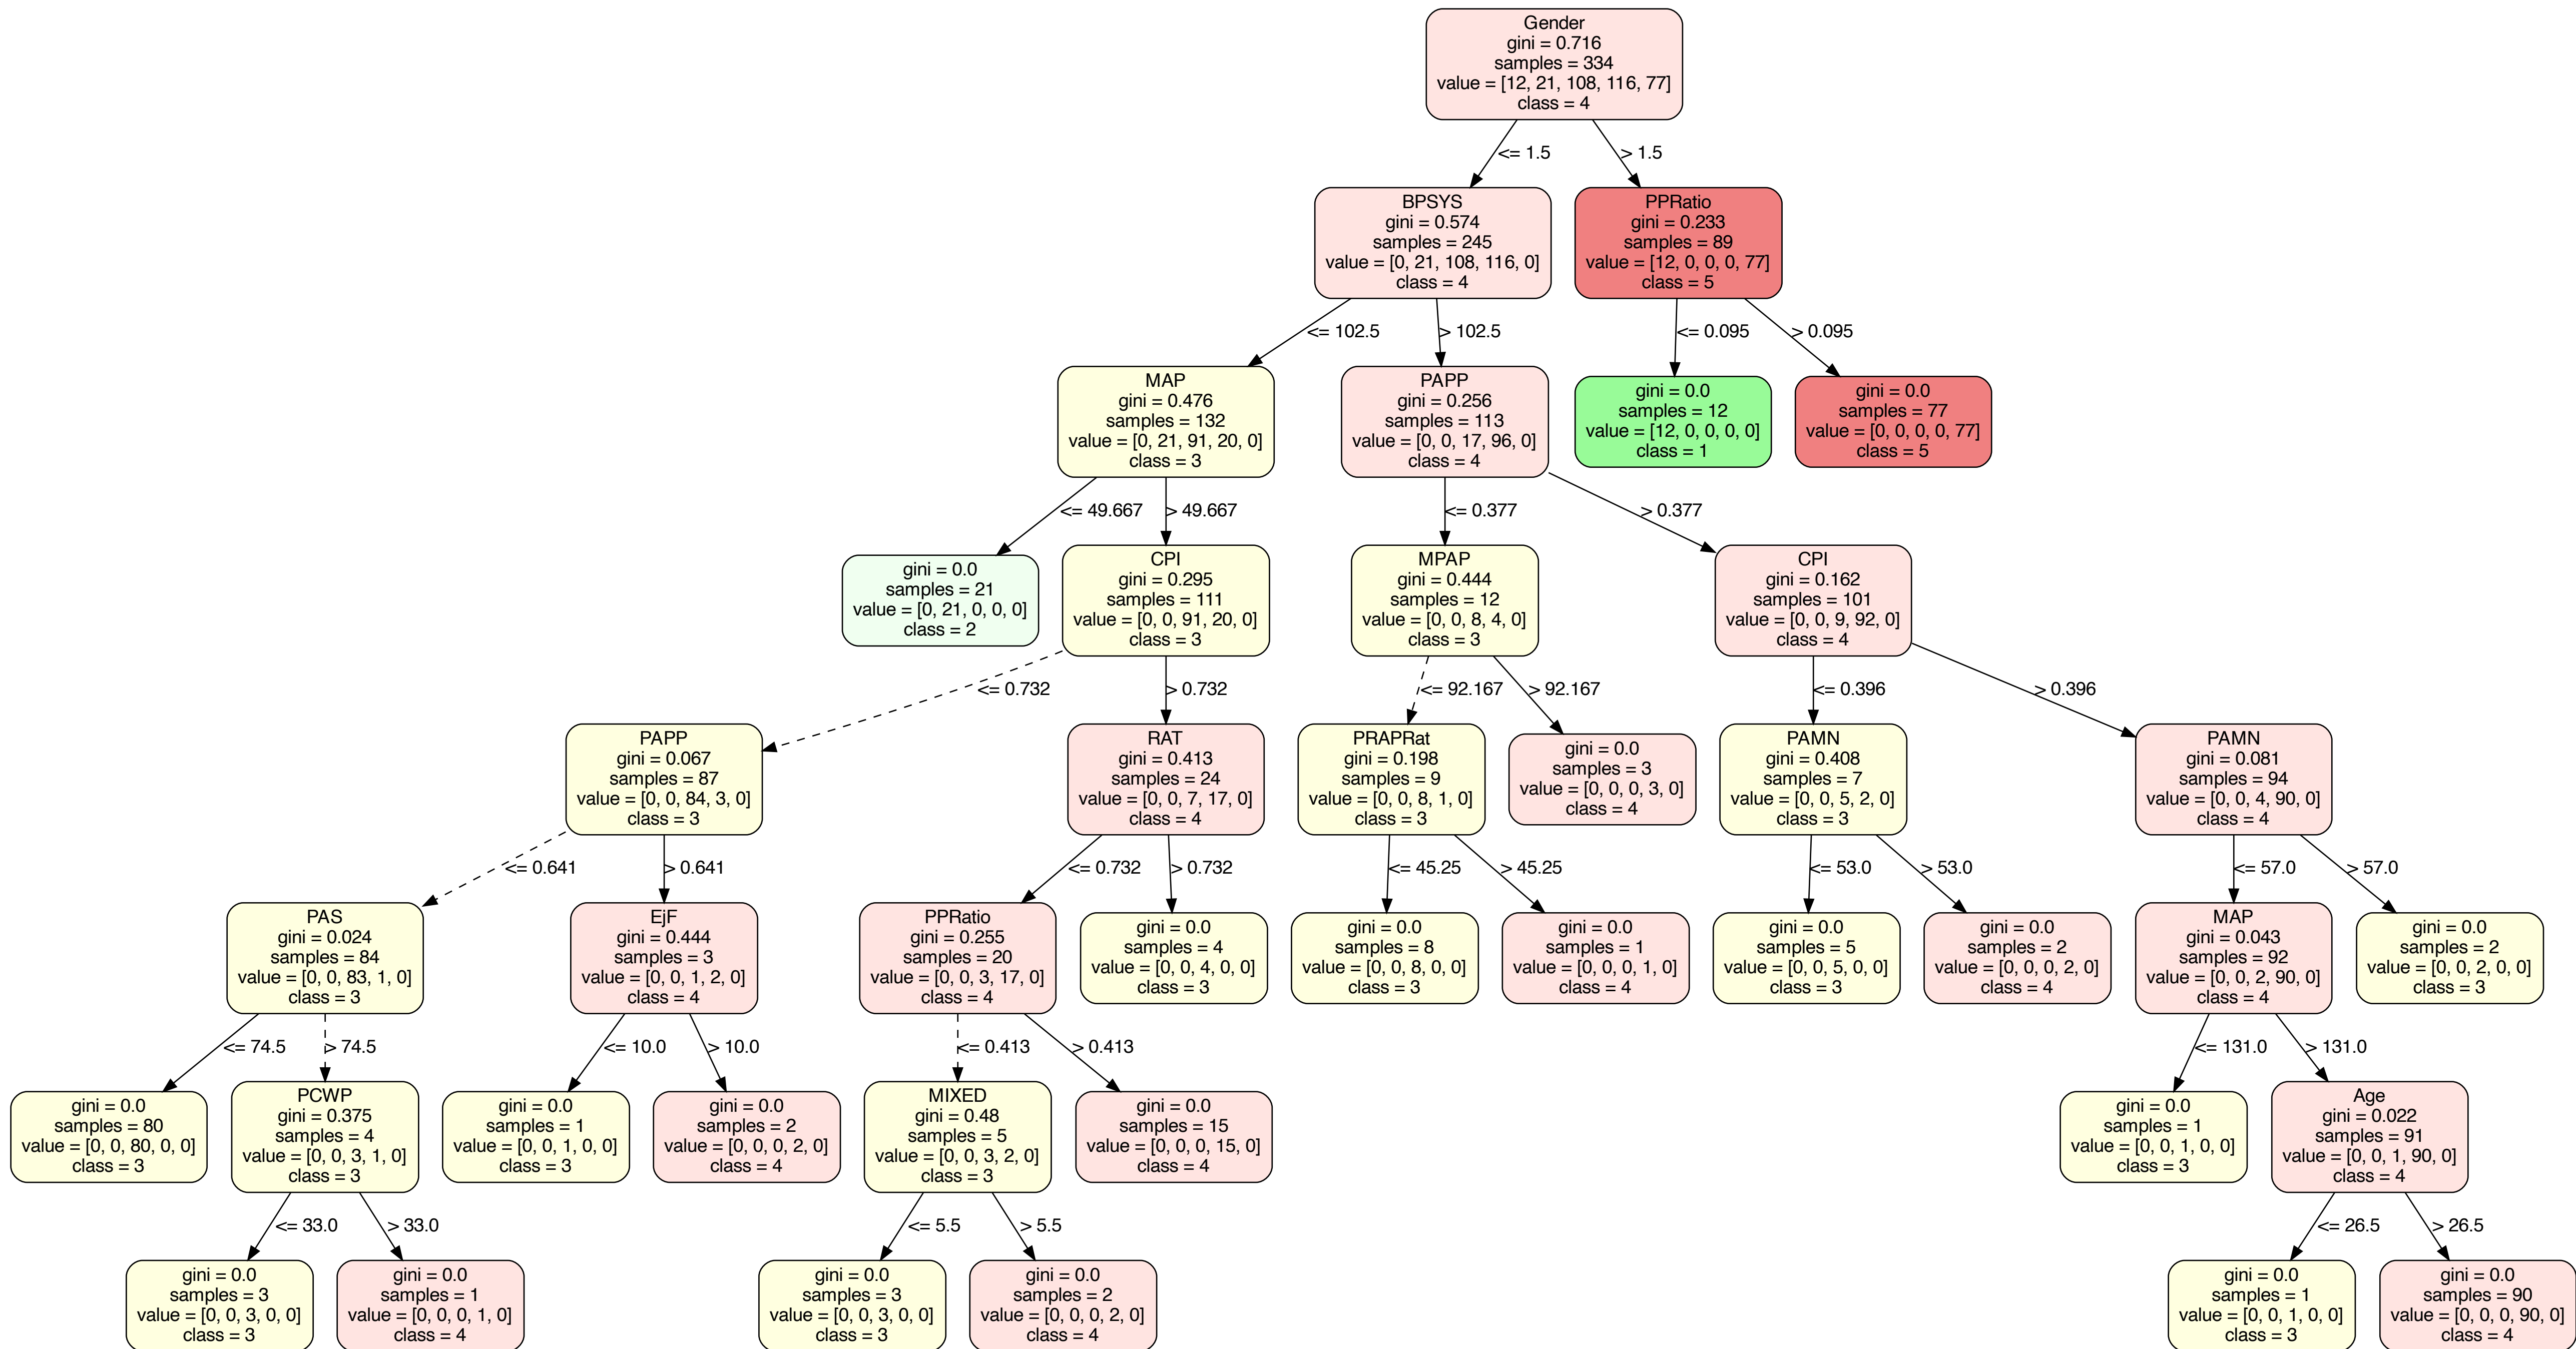 Gender
gini = 0.716
samples = 334
value = [12, 21, 108, 116, 77]
class = 4
<= 1.5
> 1.5
BPSYS
gini = 0.574
samples = 245
value = [0, 21, 108, 116, 0]
class = 4
PPRatio
gini = 0.233
samples = 89
value = [12, 0, 0, 0, 77]
class = 5
<= 102.5
> 102.5
<= 0.095
> 0.095
MAP
gini = 0.476
samples = 132
value = [0, 21, 91, 20, 0]
class = 3
PAPP
gini = 0.256
samples = 113
value = [0, 0, 17, 96, 0]
class = 4
gini = 0.0
samples = 12
value = [12, 0, 0, 0, 0]
class = 1
gini = 0.0
samples = 77
value = [0, 0, 0, 0, 77]
class = 5
<= 49.667
> 49.667
<= 0.377
> 0.377
gini = 0.0
samples = 21
value = [0, 21, 0, 0, 0]
class = 2
CPI
gini = 0.295
samples = 111
value = [0, 0, 91, 20, 0]
class = 3
MPAP
gini = 0.444
samples = 12
value = [0, 0, 8, 4, 0]
class = 3
CPI
gini = 0.162
samples = 101
value = [0, 0, 9, 92, 0]
class = 4
<= 0.732
> 0.732
<= 92.167
> 92.167
<= 0.396
> 0.396
PAPP
gini = 0.067
samples = 87
value = [0, 0, 84, 3, 0]
class = 3
RAT
gini = 0.413
samples = 24
value = [0, 0, 7, 17, 0]
class = 4
PRAPRat
gini = 0.198
samples = 9
value = [0, 0, 8, 1, 0]
class = 3
gini = 0.0
samples = 3
value = [0, 0, 0, 3, 0]
class = 4
PAMN
gini = 0.408
samples = 7
value = [0, 0, 5, 2, 0]
class = 3
PAMN
gini = 0.081
samples = 94
value = [0, 0, 4, 90, 0]
class = 4
<= 0.641
> 0.641
<= 0.732
> 0.732
<= 45.25
> 45.25
<= 53.0
> 53.0
<= 57.0
> 57.0
PAS
gini = 0.024
samples = 84
value = [0, 0, 83, 1, 0]
class = 3
EjF
gini = 0.444
samples = 3
value = [0, 0, 1, 2, 0]
class = 4
PPRatio
gini = 0.255
samples = 20
value = [0, 0, 3, 17, 0]
class = 4
gini = 0.0
samples = 4
value = [0, 0, 4, 0, 0]
class = 3
gini = 0.0
samples = 8
value = [0, 0, 8, 0, 0]
class = 3
gini = 0.0
samples = 1
value = [0, 0, 0, 1, 0]
class = 4
gini = 0.0
samples = 5
value = [0, 0, 5, 0, 0]
class = 3
gini = 0.0
samples = 2
value = [0, 0, 0, 2, 0]
class = 4
MAP
gini = 0.043
samples = 92
value = [0, 0, 2, 90, 0]
class = 4
gini = 0.0
samples = 2
value = [0, 0, 2, 0, 0]
class = 3
<= 74.5
> 74.5
<= 10.0
> 10.0
<= 0.413
> 0.413
<= 131.0
> 131.0
gini = 0.0
samples = 80
value = [0, 0, 80, 0, 0]
class = 3
PCWP
gini = 0.375
samples = 4
value = [0, 0, 3, 1, 0]
class = 3
gini = 0.0
samples = 1
value = [0, 0, 1, 0, 0]
class = 3
gini = 0.0
samples = 2
value = [0, 0, 0, 2, 0]
class = 4
MIXED
gini = 0.48
samples = 5
value = [0, 0, 3, 2, 0]
class = 3
gini = 0.0
samples = 15
value = [0, 0, 0, 15, 0]
class = 4
gini = 0.0
samples = 1
value = [0, 0, 1, 0, 0]
class = 3
Age
gini = 0.022
samples = 91
value = [0, 0, 1, 90, 0]
class = 4
<= 33.0
> 33.0
<= 5.5
> 5.5
<= 26.5
> 26.5
gini = 0.0
samples = 3
value = [0, 0, 3, 0, 0]
class = 3
gini = 0.0
samples = 1
value = [0, 0, 0, 1, 0]
class = 4
gini = 0.0
samples = 3
value = [0, 0, 3, 0, 0]
class = 3
gini = 0.0
samples = 2
value = [0, 0, 0, 2, 0]
class = 4
gini = 0.0
samples = 1
value = [0, 0, 1, 0, 0]
class = 3
gini = 0.0
samples = 90
value = [0, 0, 0, 90, 0]
class = 4